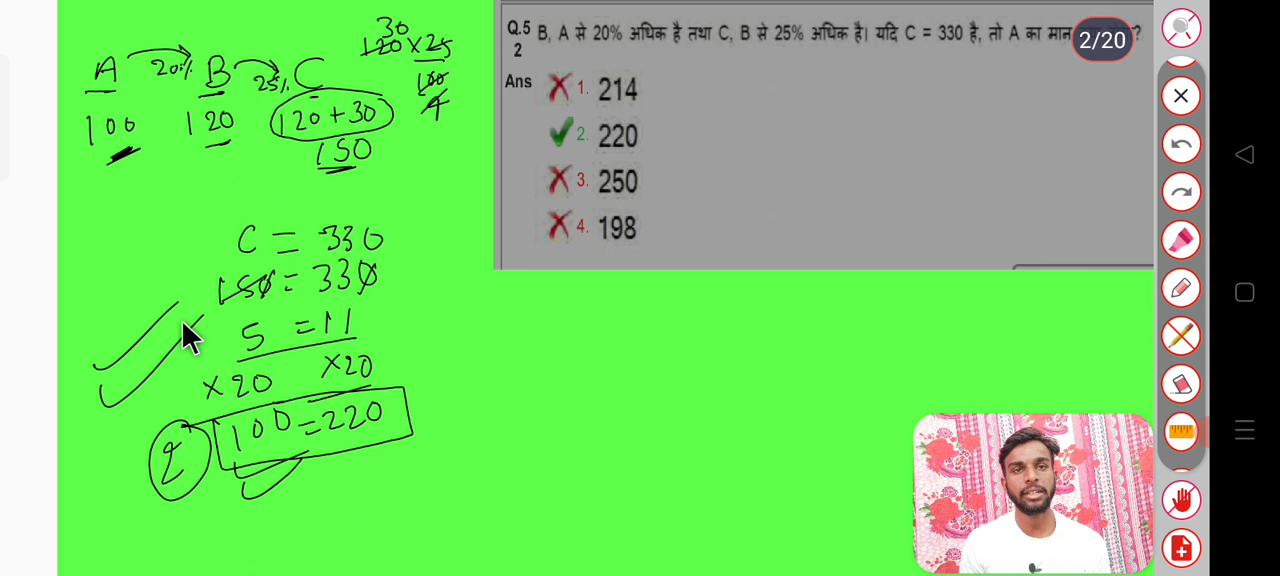 A 20% B 25% C
30
120 × 25
100
4
100 120 120 + 30
150
C = 330
150 = 330
5 = 11
×20 ×20
100 = 220
2
Q.5
2
B, A से 20% अधिक है तथा C, B से 25% अधिक है। यदि C = 330 है, तो A का मान ?
2/20
Ans
1. 214
2. 220
3. 250
4. 198